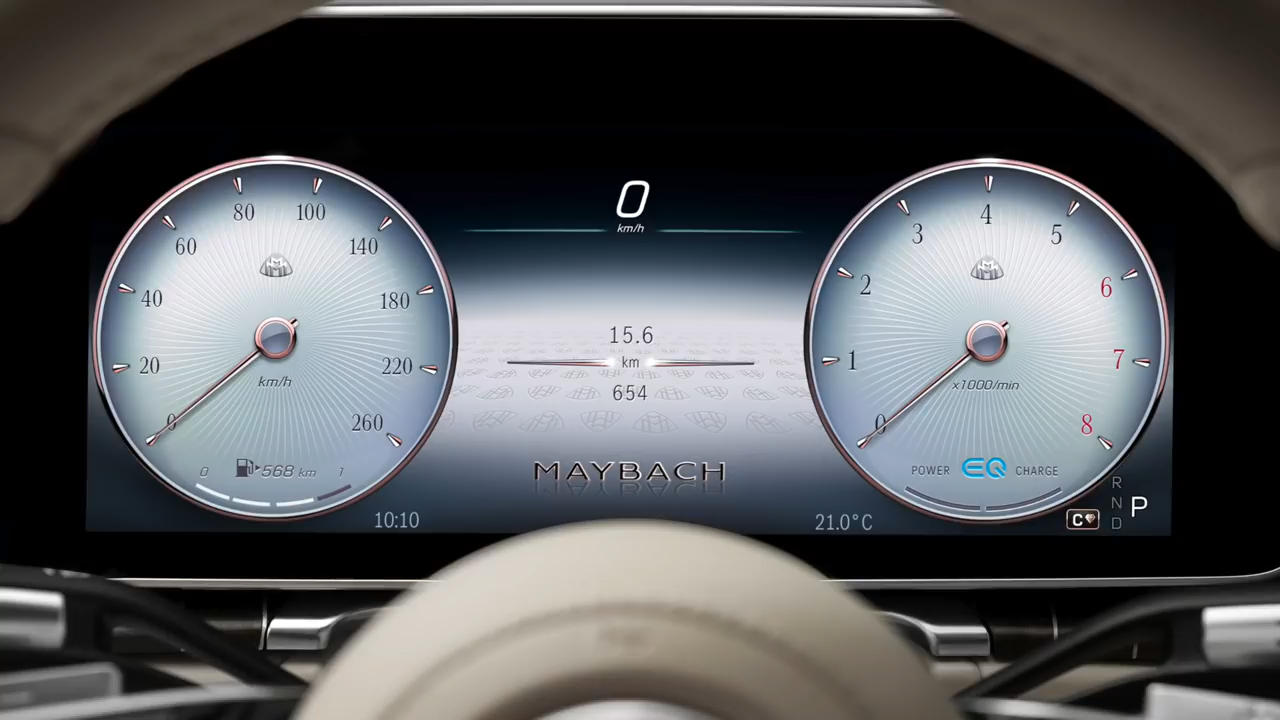 0
km/h
80 100
60 140
40 180
20 220
0 260
km/h
0 568 km 1
10:10
15.6
km
654
MAYBACH
4
3 5
2 6
1 7
0 8
x1000/min
POWER EQ CHARGE
21.0°C
C
R
N
D
P